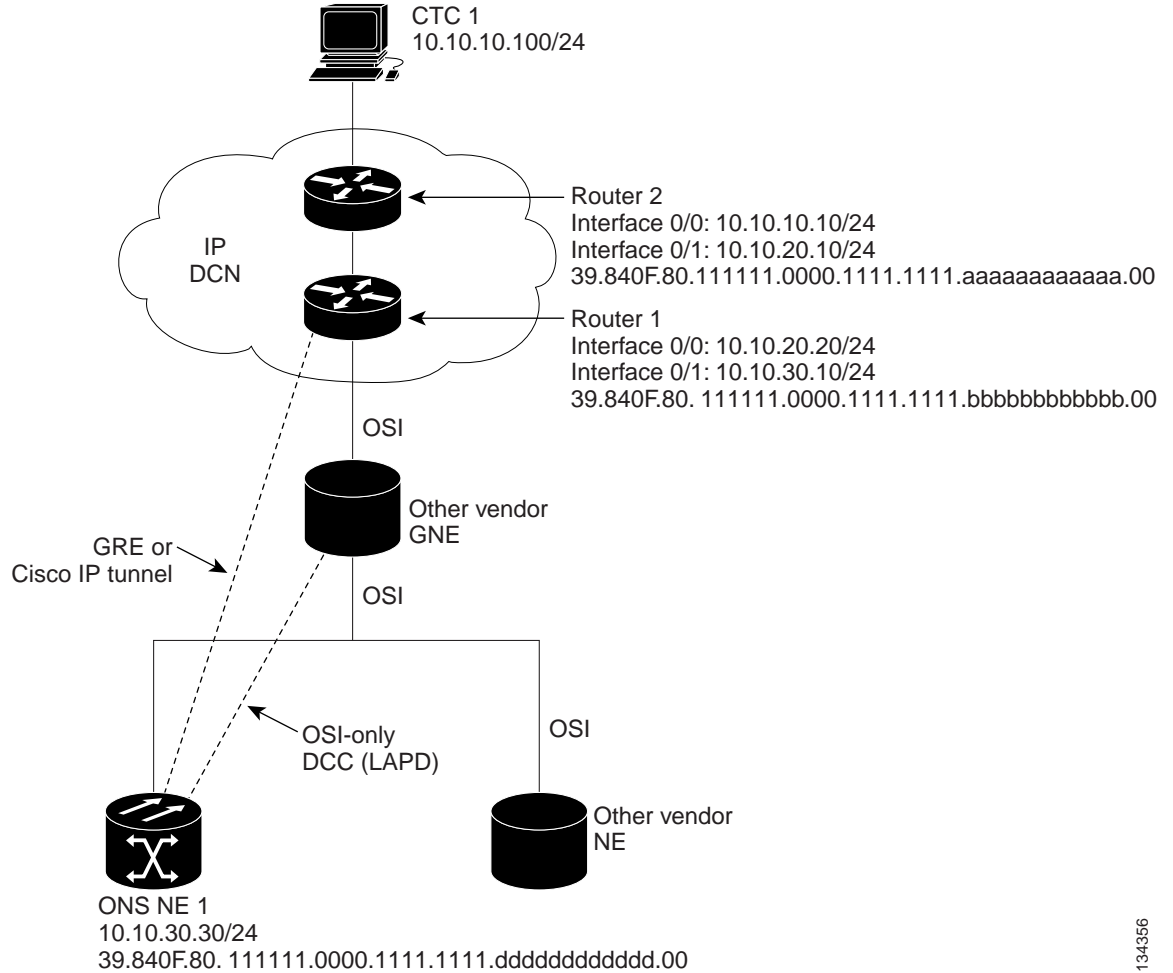 CTC 1
10.10.10.100/24
IP
DCN
Router 2
Interface 0/0: 10.10.10.10/24
Interface 0/1: 10.10.20.10/24
39.840F.80.111111.0000.1111.1111.aaaaaaaaaaaa.00
Router 1
Interface 0/0: 10.10.20.20/24
Interface 0/1: 10.10.30.10/24
39.840F.80. 111111.0000.1111.1111.bbbbbbbbbbbb.00
OSI
Other vendor
GNE
GRE or
Cisco IP tunnel
OSI
OSI-only
DCC (LAPD)
OSI
Other vendor
NE
ONS NE 1
10.10.30.30/24
39.840F.80. 111111.0000.1111.1111.dddddddddddd.00
134356